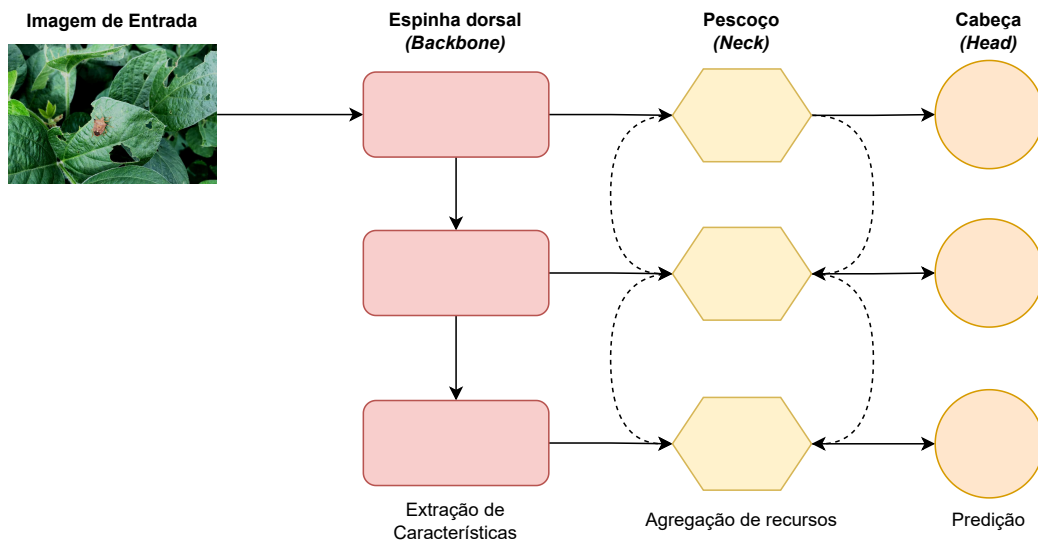 Imagem de Entrada
Espinha dorsal
(Backbone)
Pescoço
(Neck)
Cabeça
(Head)
Extração de
Características
Agregação de recursos
Predição